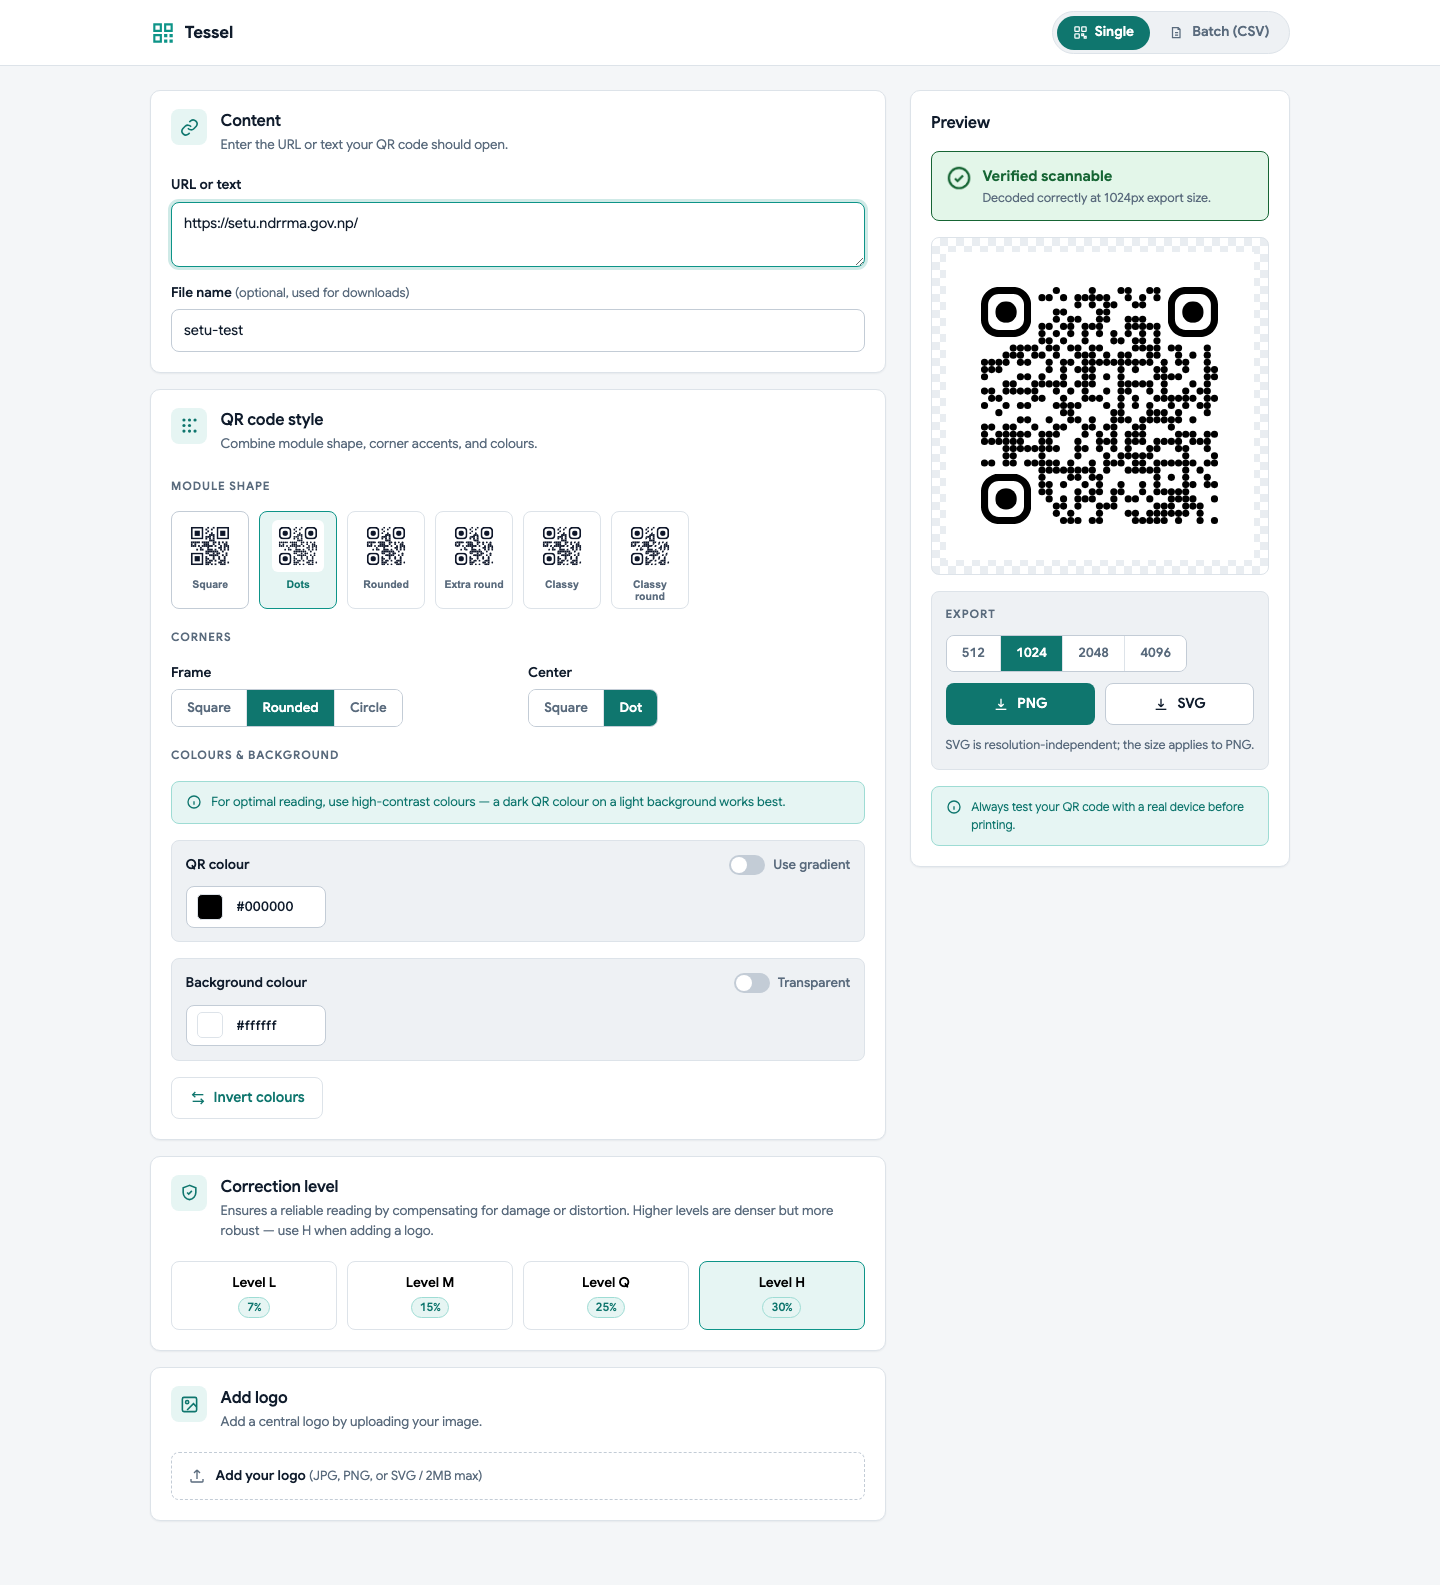 Tessel
Single
Batch (CSV)
Content
Enter the URL or text your QR code should open.
URL or text
https://setu.ndrrma.gov.np/
File name (optional, used for downloads)
setu-test
QR code style
Combine module shape, corner accents, and colours.
MODULE SHAPE
Square
Dots
Rounded
Extra round
Classy
Classy
round
CORNERS
Frame
Center
Square
Rounded
Circle
Square
Dot
COLOURS & BACKGROUND
For optimal reading, use high-contrast colours — a dark QR colour on a light background works best.
QR colour
Use gradient
#000000
Background colour
Transparent
#ffffff
Invert colours
Correction level
Ensures a reliable reading by compensating for damage or distortion. Higher levels are denser but more
robust — use H when adding a logo.
Level L
7%
Level M
15%
Level Q
25%
Level H
30%
Add logo
Add a central logo by uploading your image.
Add your logo (JPG, PNG, or SVG / 2MB max)
Preview
Verified scannable
Decoded correctly at 1024px export size.
EXPORT
512
1024
2048
4096
PNG
SVG
SVG is resolution-independent; the size applies to PNG.
Always test your QR code with a real device before
printing.